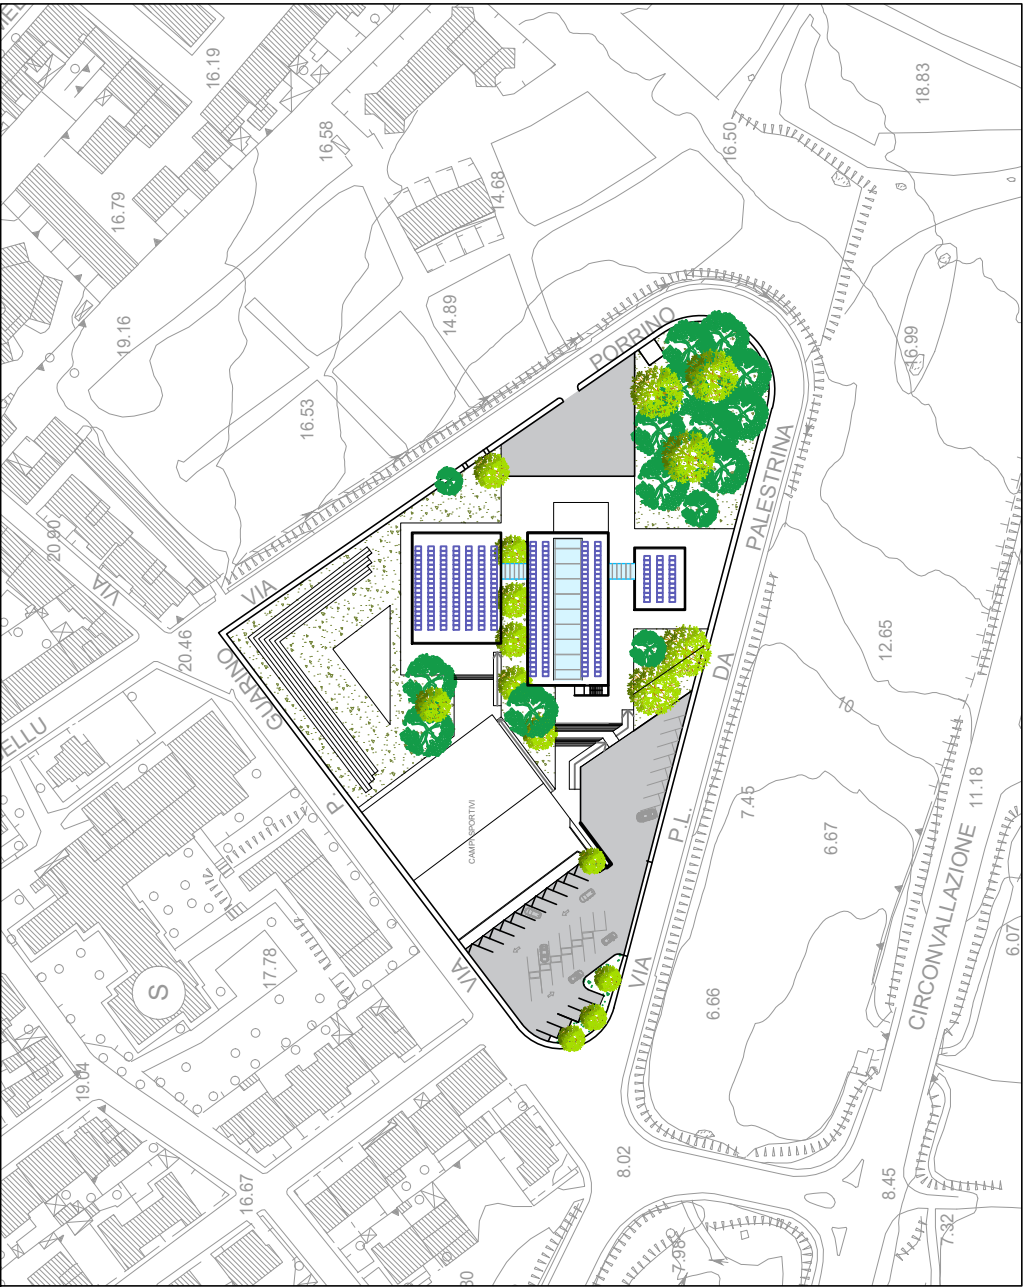 16.19
18.83
16.58
16.50
16.79
14.68
19.16
14.89
16.99
PORRINO
16.53
20.90
VIA
VIA
20.46
GUARINO
P.
ELLU
PALESTRINA
DA
12.65
10
P.L.
7.45
6.67
11.18
CAMPI SPORTIVI
VIA
VIA
CIRCONVALLAZIONE
6.07
S
17.78
6.66
19.04
8.02
16.67
8.45
7.32
7.98